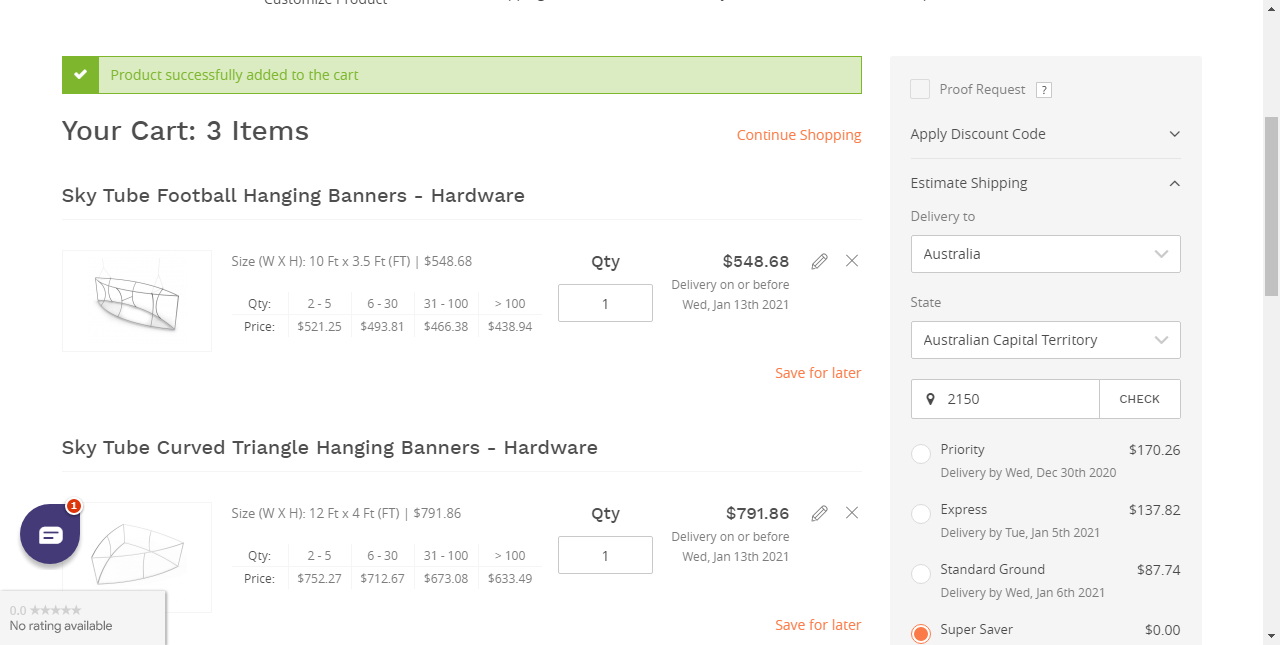 Customize Product
Product successfully added to the cart
Your Cart: 3 Items
Continue Shopping
Sky Tube Football Hanging Banners - Hardware
Size (W X H): 10 Ft x 3.5 Ft (FT) | $548.68
Qty
$548.68
Delivery on or before
Wed, Jan 13th 2021
Qty: 2 - 5 6 - 30 31 - 100 > 100
Price: $521.25 $493.81 $466.38 $438.94
1
Save for later
Sky Tube Curved Triangle Hanging Banners - Hardware
Size (W X H): 12 Ft x 4 Ft (FT) | $791.86
Qty
$791.86
Delivery on or before
Wed, Jan 13th 2021
Qty: 2 - 5 6 - 30 31 - 100 > 100
Price: $752.27 $712.67 $673.08 $633.49
1
Save for later
1
0.0
No rating available
Proof Request ?
Apply Discount Code
Estimate Shipping
Delivery to
Australia
State
Australian Capital Territory
2150 CHECK
Priority $170.26
Delivery by Wed, Dec 30th 2020
Express $137.82
Delivery by Tue, Jan 5th 2021
Standard Ground $87.74
Delivery by Wed, Jan 6th 2021
Super Saver $0.00